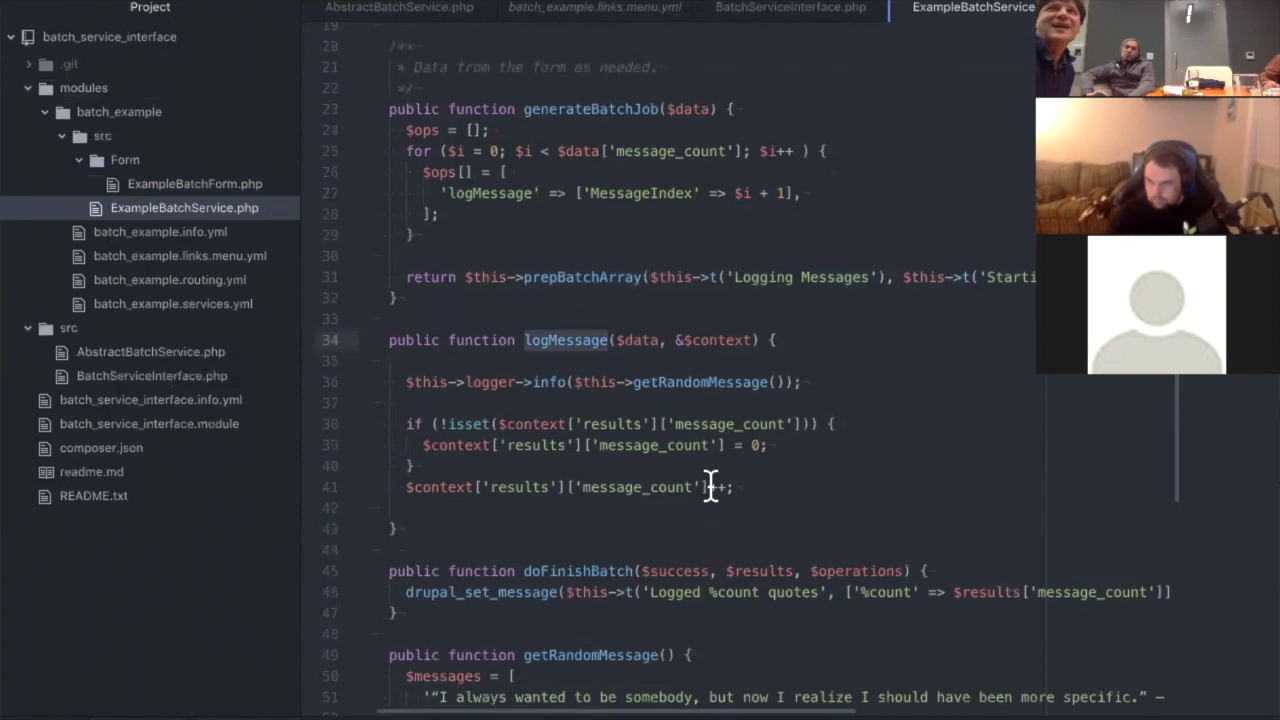 Project
AbstractBatchService.php
batch_example.links.menu.yml
BatchServiceInterface.php
ExampleBatchService
batch_service_interface
.git
modules
batch_example
src
Form
ExampleBatchForm.php
ExampleBatchService.php
batch_example.info.yml
batch_example.links.menu.yml
batch_example.routing.yml
batch_example.services.yml
src
AbstractBatchService.php
BatchServiceInterface.php
batch_service_interface.info.yml
batch_service_interface.module
composer.json
readme.md
README.txt
19
20 /**
21 * Data from the form as needed.
22 */
23 public function generateBatchJob($data) {
24 $ops = [];
25 for ($i = 0; $i < $data['message_count']; $i++ ) {
26 $ops[] = [
27 'logMessage' => ['MessageIndex' => $i + 1],
28 ];
29 }
30
31 return $this->prepBatchArray($this->t('Logging Messages'), $this->t('Starti
32 }
33
34 public function logMessage($data, &$context) {
35
36 $this->logger->info($this->getRandomMessage());
37
38 if (!isset($context['results']['message_count'])) {
39 $context['results']['message_count'] = 0;
40 }
41 $context['results']['message_count']++;
42
43 }
44
45 public function doFinishBatch($success, $results, $operations) {
46 drupal_set_message($this->t('Logged %count quotes', ['%count' => $results['message_count']]
47 }
48
49 public function getRandomMessage() {
50 $messages = [
51 '“I always wanted to be somebody, but now I realize I should have been more specific.” —